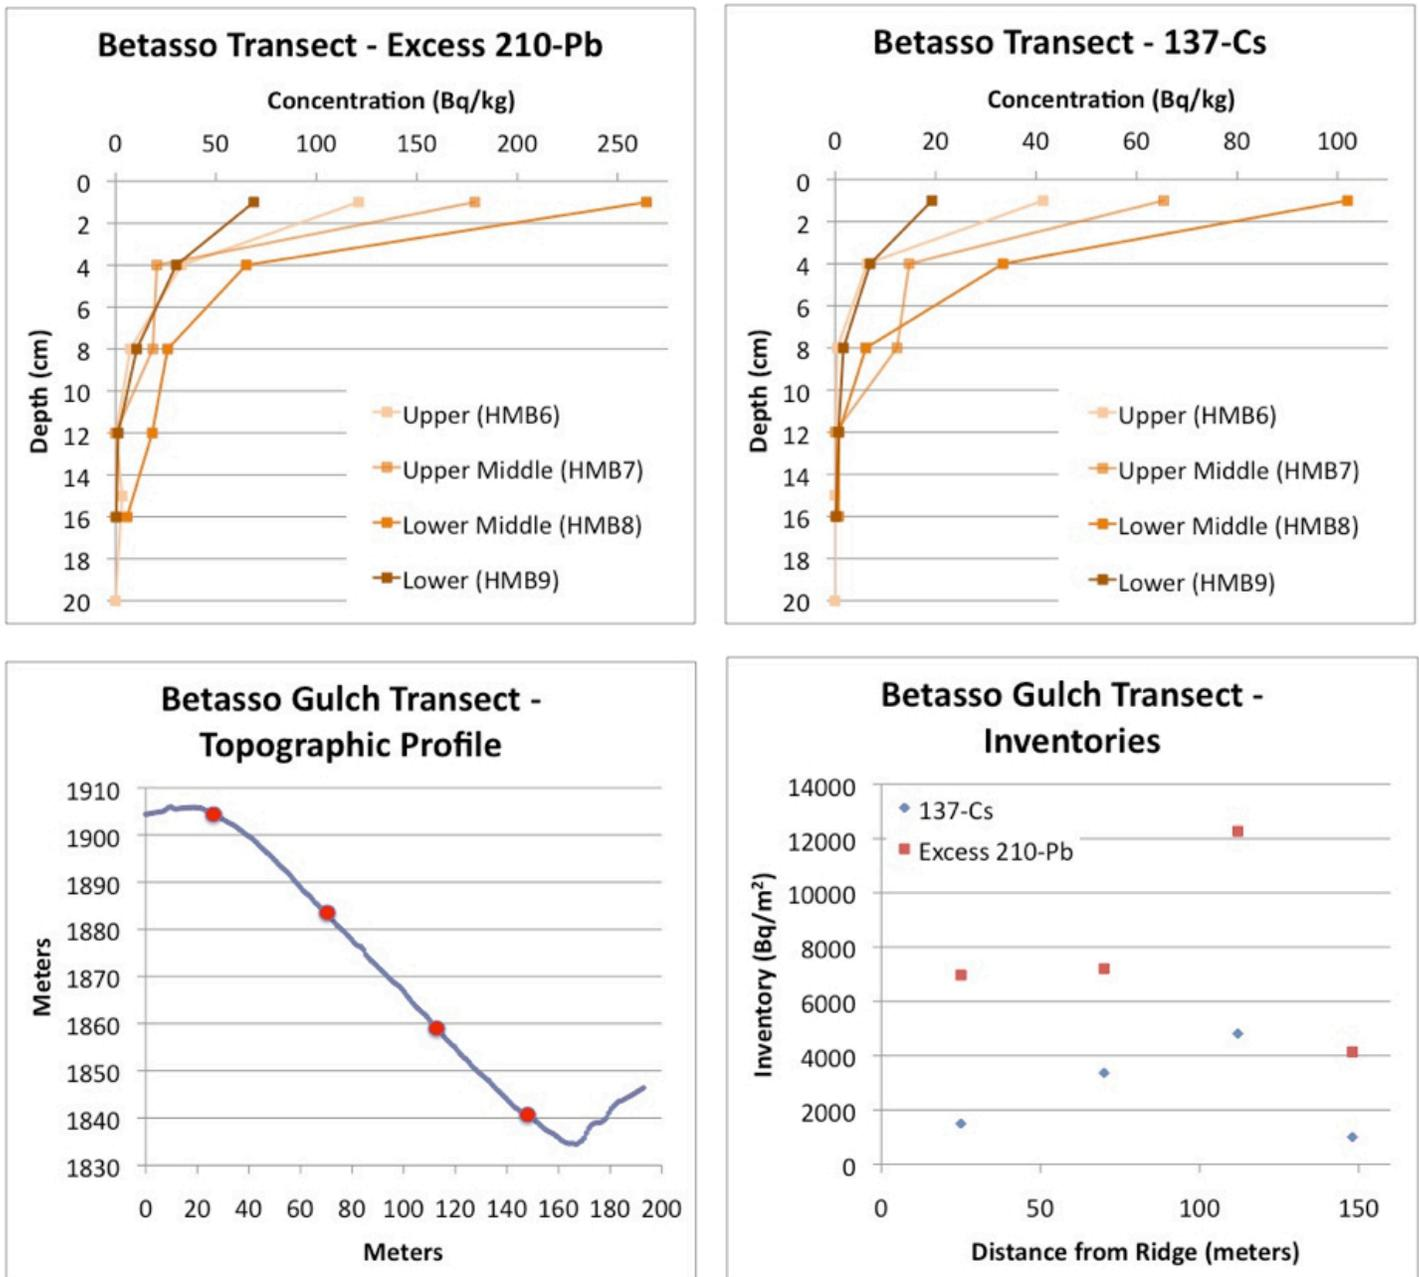 Betasso Transect - Excess 210-Pb
Concentration (Bq/kg)
0 50 100 150 200 250
0
2
4
6
8
10
12
14
16
18
20
Depth (cm)
Upper (HMB6)
Upper Middle (HMB7)
Lower Middle (HMB8)
Lower (HMB9)
Betasso Transect - 137-Cs
Concentration (Bq/kg)
0 20 40 60 80 100
0
2
4
6
8
10
12
14
16
18
20
Depth (cm)
Upper (HMB6)
Upper Middle (HMB7)
Lower Middle (HMB8)
Lower (HMB9)
Betasso Gulch Transect -
Topographic Profile
1910
1900
1890
1880
1870
1860
1850
1840
1830
Meters
0 20 40 60 80 100 120 140 160 180 200
Meters
Betasso Gulch Transect -
Inventories
14000
12000
10000
8000
6000
4000
2000
0
Inventory (Bq/m²)
137-Cs
Excess 210-Pb
0 50 100 150
Distance from Ridge (meters)